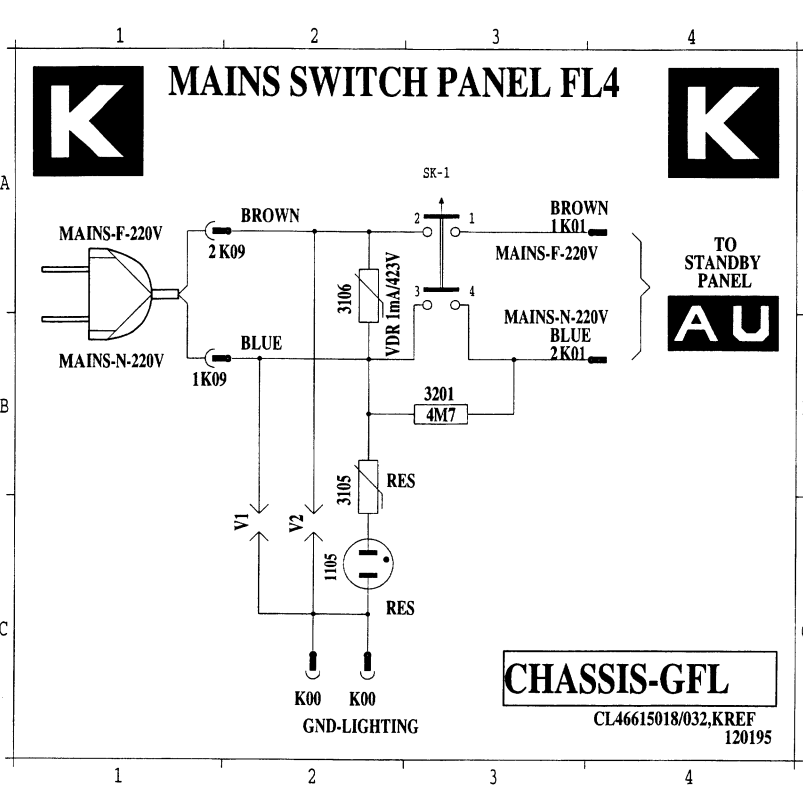 1 2 3 4
K
MAINS SWITCH PANEL FL4
K
A
SK-1
BROWN
2
1
BROWN
1K01
MAINS-F-220V
2K09
MAINS-F-220V
TO
STANDBY
PANEL
3106
VDR 1mA/423V
3
4
MAINS-N-220V
BLUE
2K01
A U
MAINS-N-220V
BLUE
1K09
B
3201
4M7
3105
RES
V1
V2
1105
RES
C
C
K00
K00
GND-LIGHTING
CHASSIS-GFL
CL46615018/032,KREF
120195
1 2 3 4